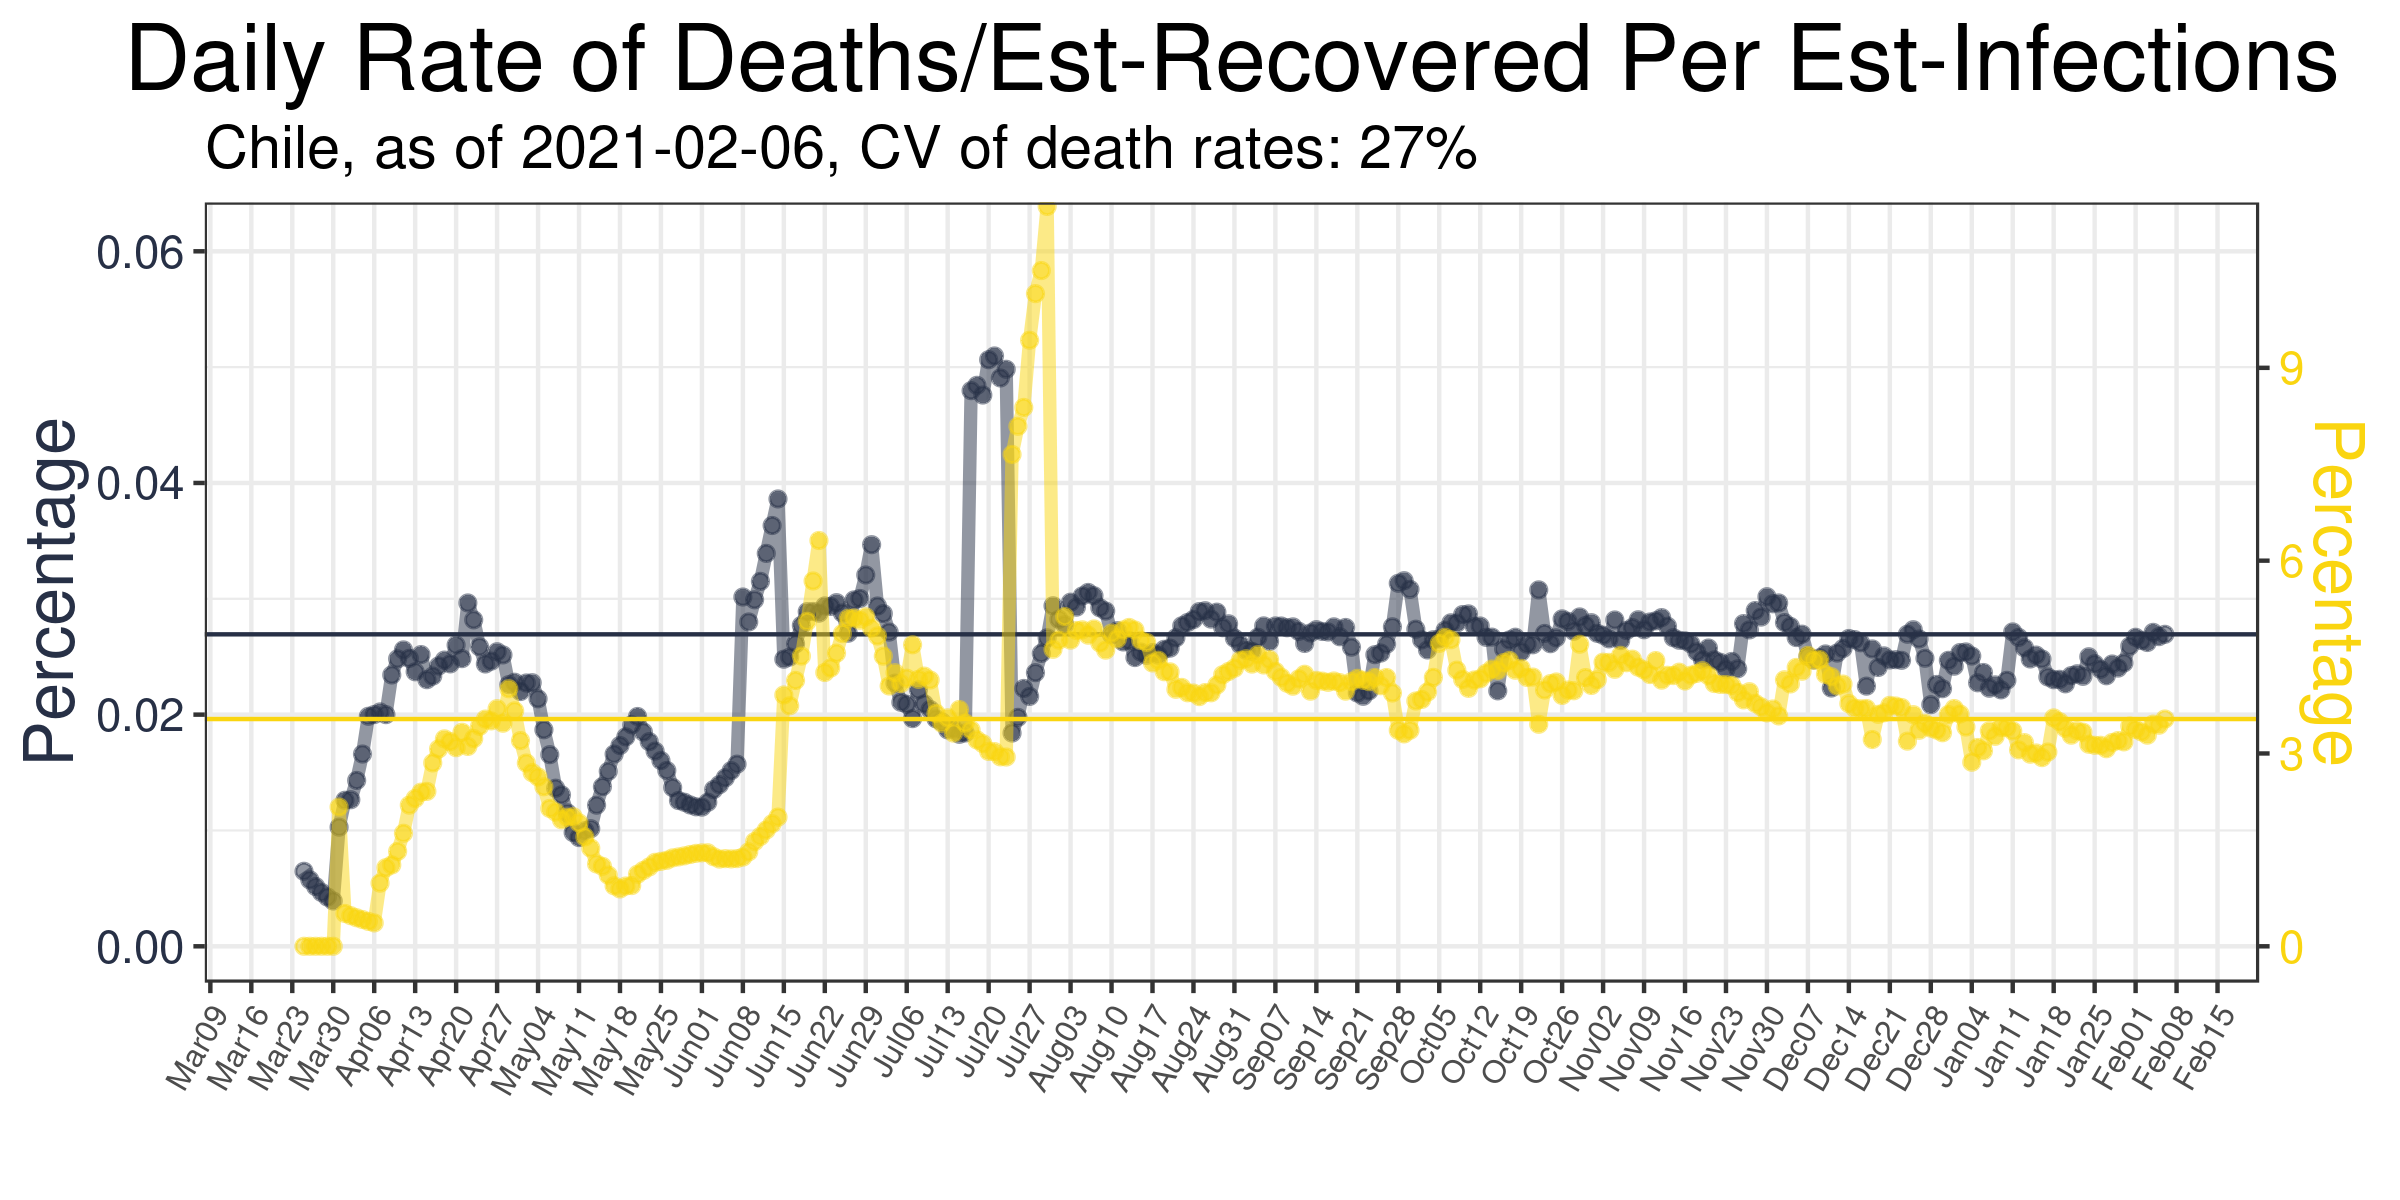 Daily Rate of Deaths/Est-Recovered Per Est-Infections
Chile, as of 2021-02-06, CV of death rates: 27%
Percentage
0.06
0.04
0.02
0.00
9
6
3
0
Percentage
Mar09
Mar16
Mar23
Mar30
Apr06
Apr13
Apr20
Apr27
May04
May11
May18
May25
Jun01
Jun08
Jun15
Jun22
Jun29
Jul06
Jul13
Jul20
Jul27
Aug03
Aug10
Aug17
Aug24
Aug31
Sep07
Sep14
Sep21
Sep28
Oct05
Oct12
Oct19
Oct26
Nov02
Nov09
Nov16
Nov23
Nov30
Dec07
Dec14
Dec21
Dec28
Jan04
Jan11
Jan18
Jan25
Feb01
Feb08
Feb15